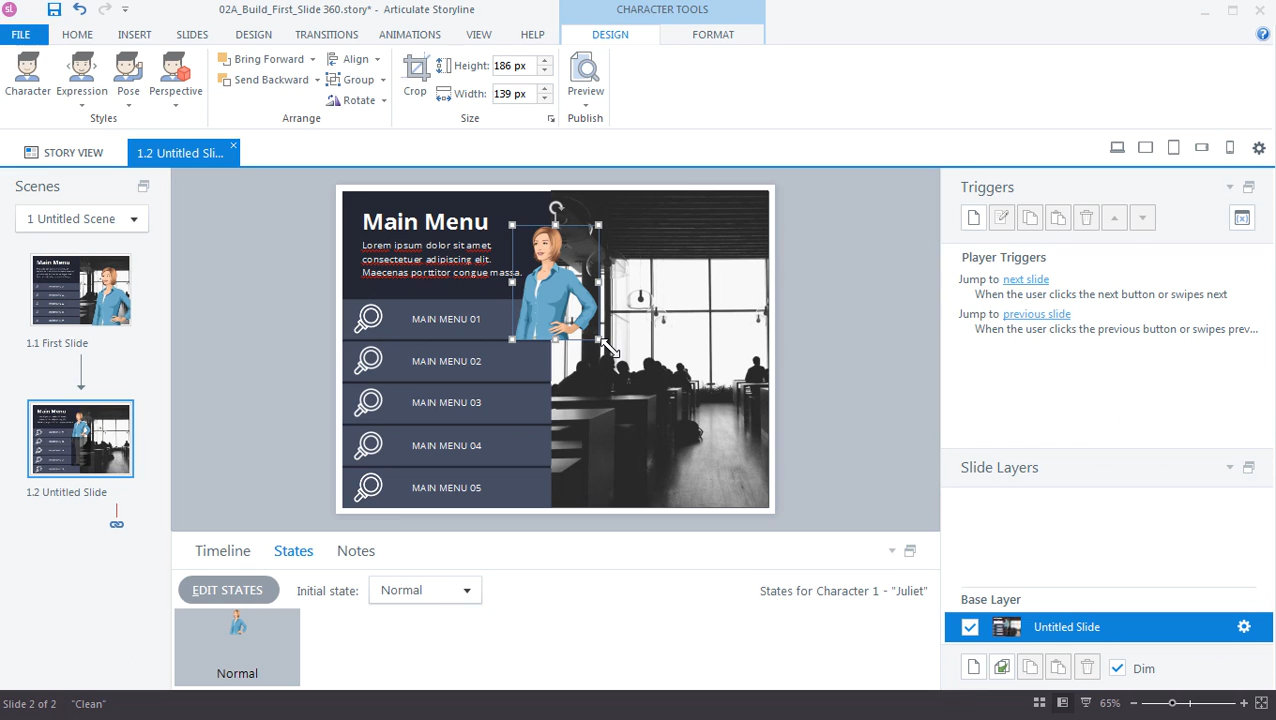 SL
02A_Build_First_Slide 360.story* - Articulate Storyline
CHARACTER TOOLS
FILE
HOME
INSERT
SLIDES
DESIGN
TRANSITIONS
ANIMATIONS
VIEW
HELP
DESIGN
FORMAT
Character
Expression
Pose
Perspective
Styles
Bring Forward
Send Backward
Align
Group
Rotate
Arrange
Crop
Height: 186 px
Width: 139 px
Size
Preview
Publish
STORY VIEW
1.2 Untitled Sli...
Scenes
1 Untitled Scene
Main Menu
1.1 First Slide
Main Menu
1.2 Untitled Slide
Main Menu
Lorem ipsum dolor sit amet,
consectetuer adipiscing elit.
Maecenas porttitor congue massa.
MAIN MENU 01
MAIN MENU 02
MAIN MENU 03
MAIN MENU 04
MAIN MENU 05
Timeline
States
Notes
EDIT STATES
Initial state:
Normal
States for Character 1 - "Juliet"
Normal
Triggers
Player Triggers
Jump to next slide
When the user clicks the next button or swipes next
Jump to previous slide
When the user clicks the previous button or swipes prev...
Slide Layers
Base Layer
Untitled Slide
Dim
Slide 2 of 2
"Clean"
65%